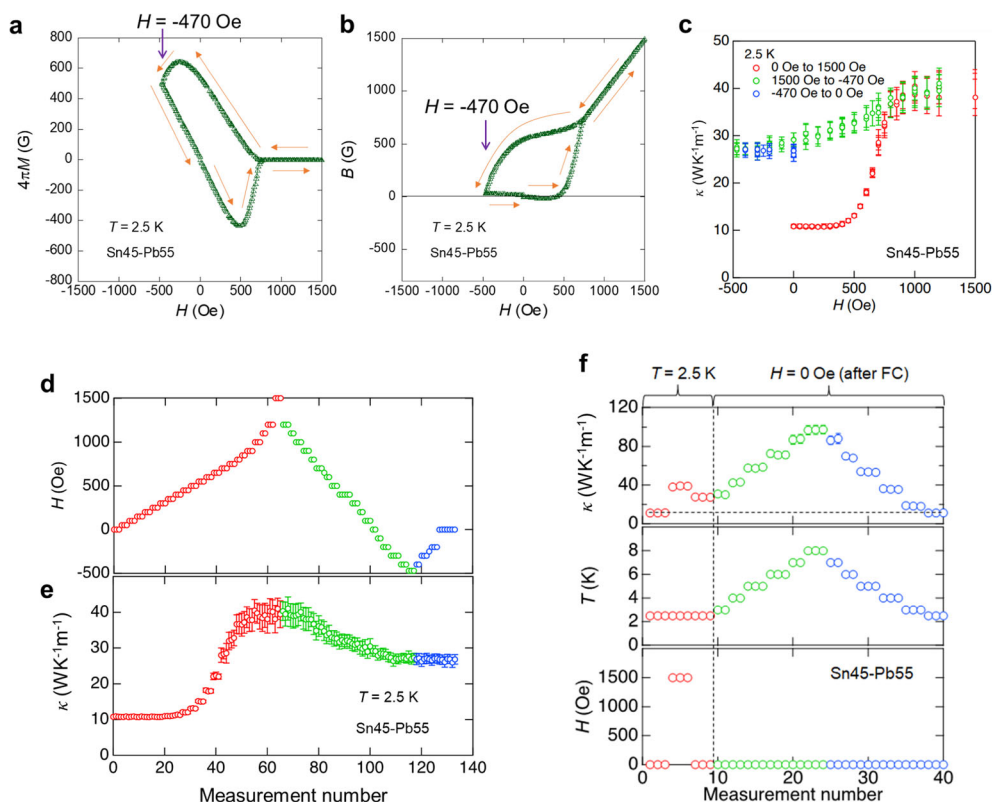 a
H = -470 Oe
4πM (G)
800
600
400
200
0
200
400
600
800
T = 2.5 K
Sn45-Pb55
-1500 -1000 -500 0 500 1000 1500
H (Oe)
b
H = -470 Oe
B (G)
1500
1000
500
0
500
T = 2.5 K
Sn45-Pb55
-1500 -1000 -500 0 500 1000 1500
H (Oe)
c
κ (WK⁻¹m⁻¹)
50
40
30
20
10
0
2.5 K
0 Oe to 1500 Oe
1500 Oe to -470 Oe
-470 Oe to 0 Oe
Sn45-Pb55
-500 0 500 1000 1500
H (Oe)
d
H (Oe)
1500
1000
500
0
-500
e
κ (WK⁻¹m⁻¹)
40
30
20
10
0
T = 2.5 K
Sn45-Pb55
0 20 40 60 80 100 120 140
Measurement number
f
T = 2.5 K
H = 0 Oe (after FC)
κ (WK⁻¹m⁻¹)
120
80
40
0
T (K)
8
6
4
2
0
H (Oe)
1500
1000
500
0
Sn45-Pb55
0 10 20 30 40
Measurement number